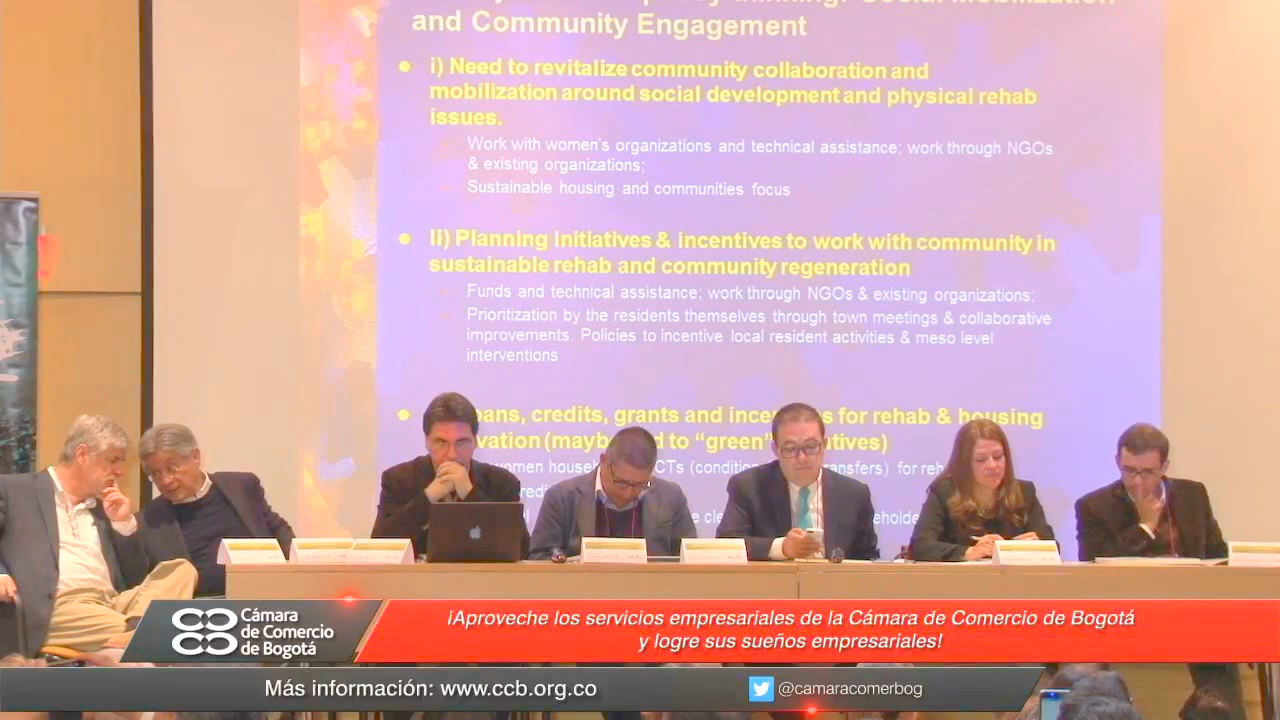 and Community Engagement
i) Need to revitalize community collaboration and
mobilization around social development and physical rehab
issues.
Work with women's organizations and technical assistance; work through NGOs
& existing organizations;
Sustainable housing and communities focus
Ii) Planning initiatives & incentives to work with community in
sustainable rehab and community regeneration
Funds and technical assistance; work through NGOs & existing organizations;
Prioritization by the residents themselves through town meetings & collaborative
improvements. Policies to incentive local resident activities & meso level
interventions
credits, grants and for rehab & housing
to "green"
women for
Cámara
de Comercio
de Bogotá
¡Aproveche los servicios empresariales de la Cámara de Comercio de Bogotá
y logre sus sueños empresariales!
Más información: www.ccb.org.co
@camaracomerbog